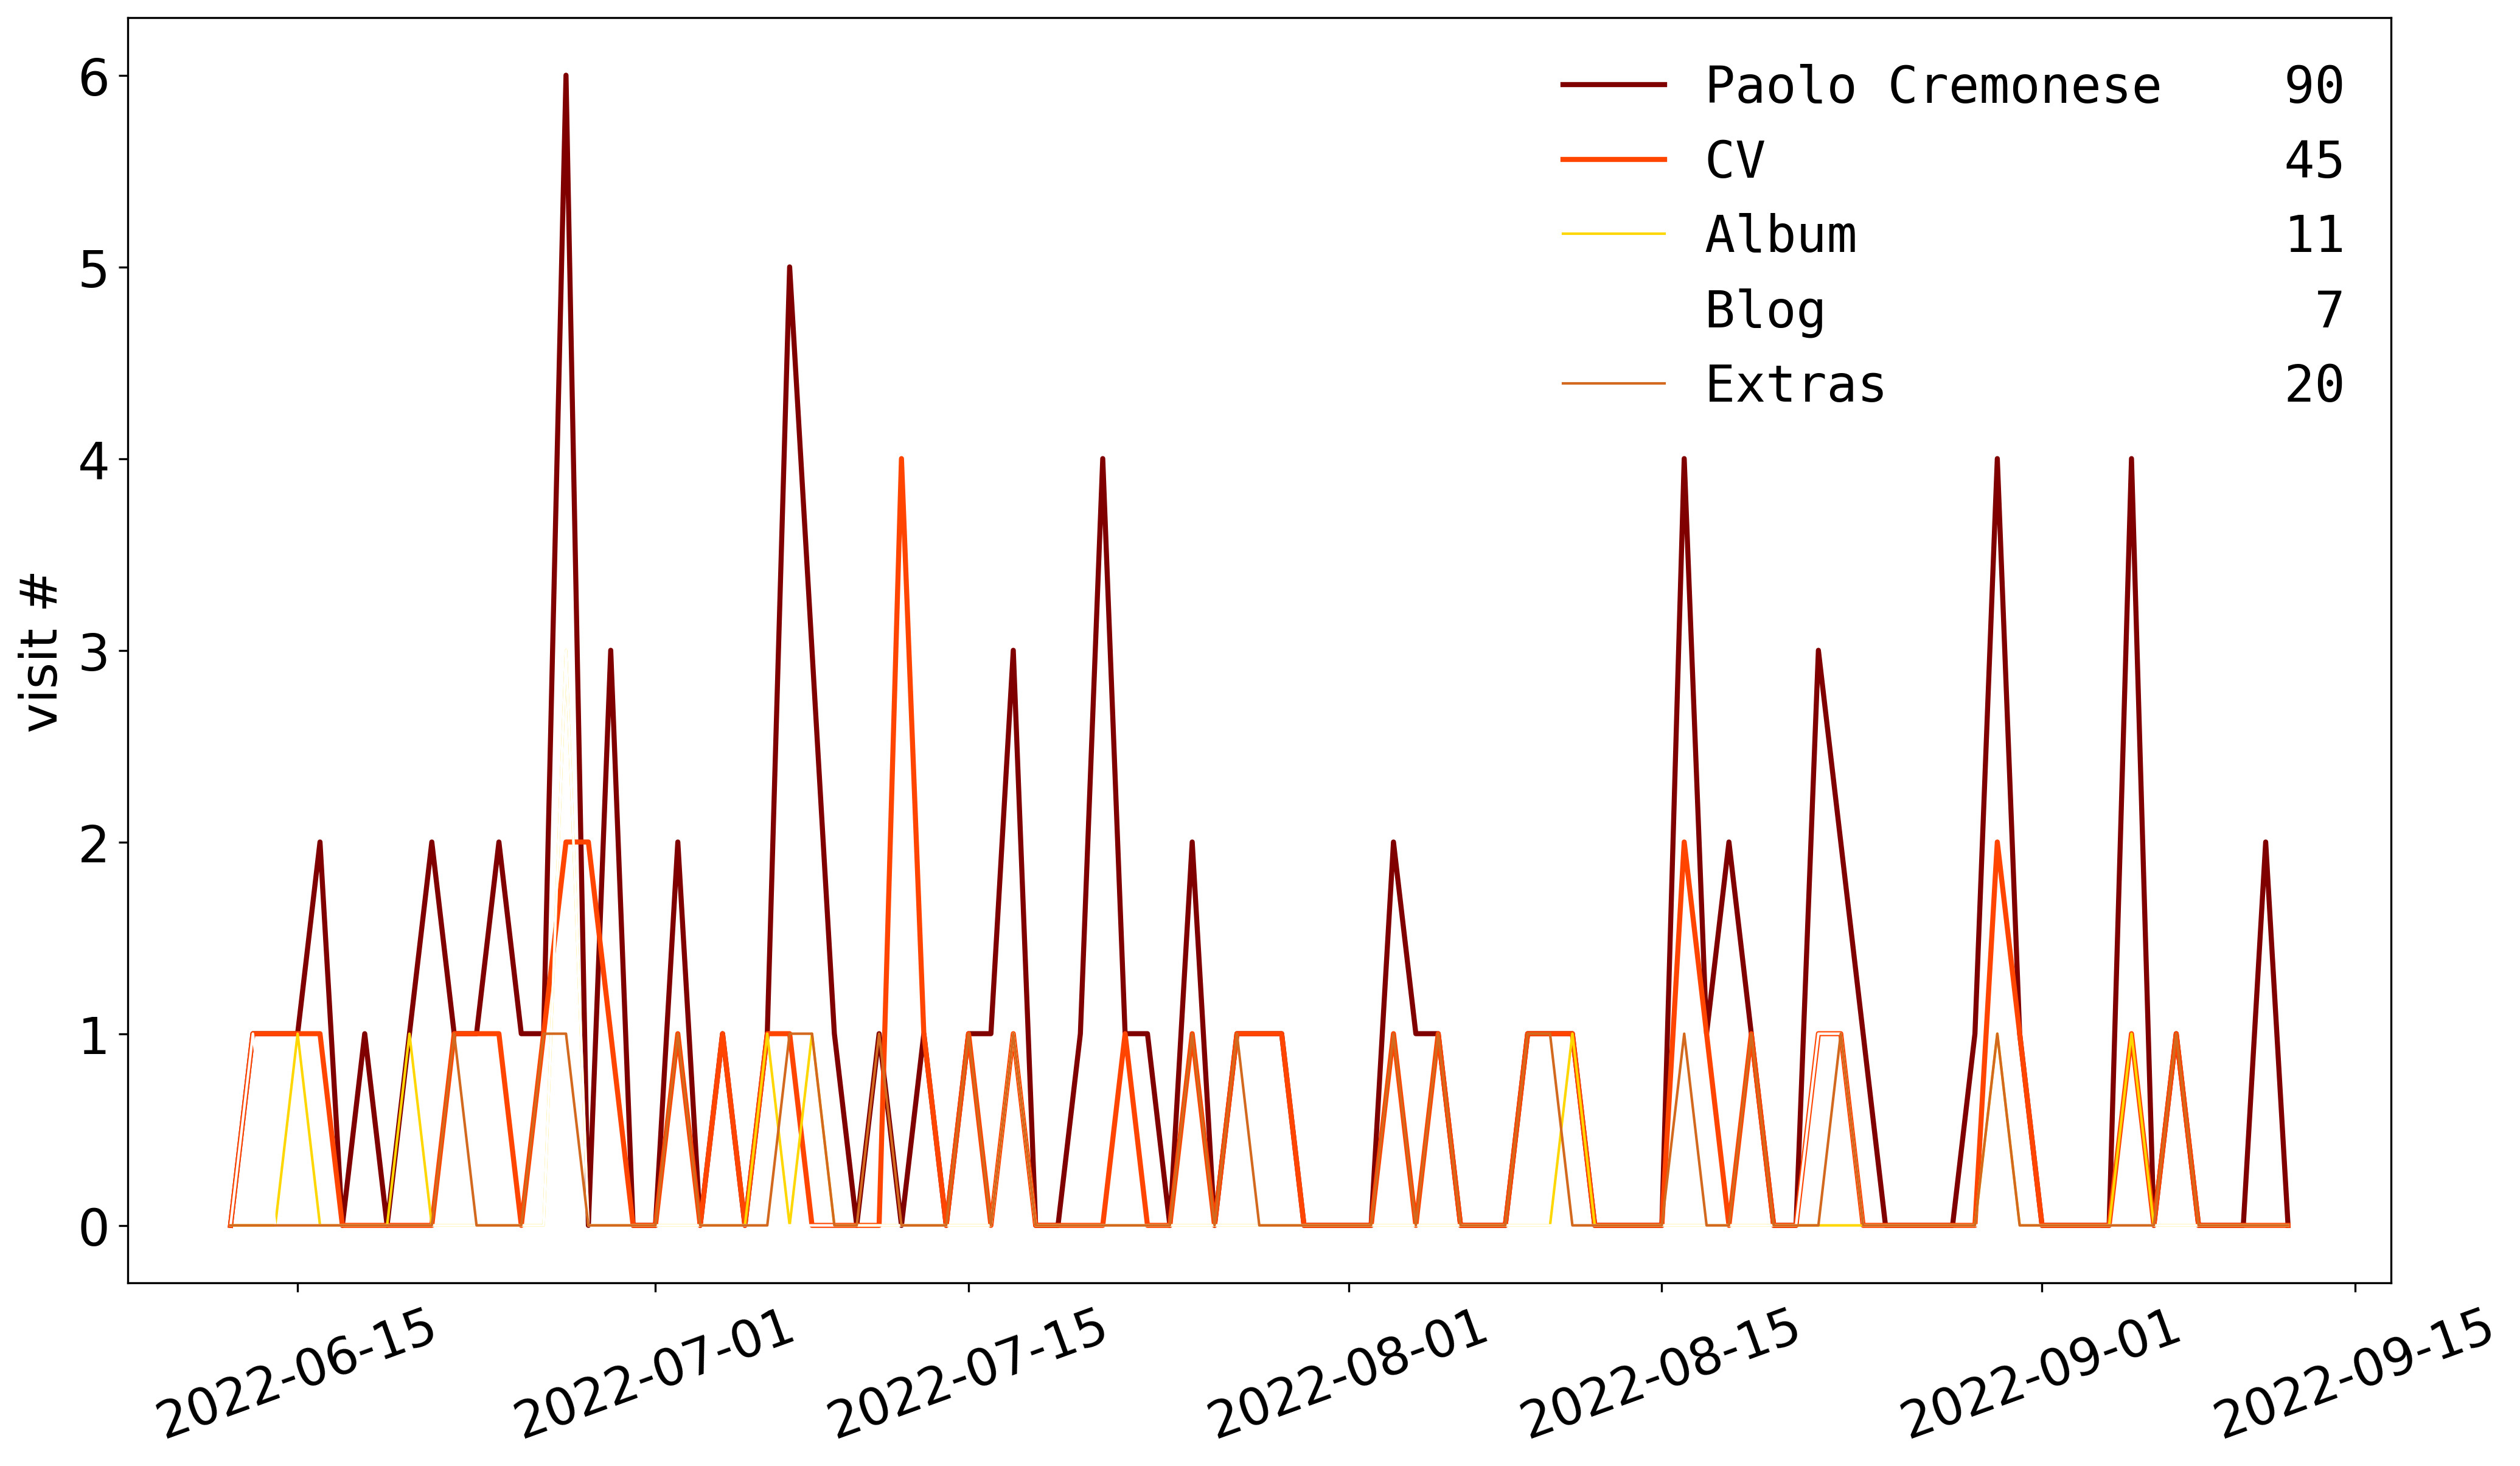 6
5
4
3
2
1
0
visit #
Paolo Cremonese 90
CV 45
Album 11
Blog 7
Extras 20
2022-06-15
2022-07-01
2022-07-15
2022-08-01
2022-08-15
2022-09-01
2022-09-15